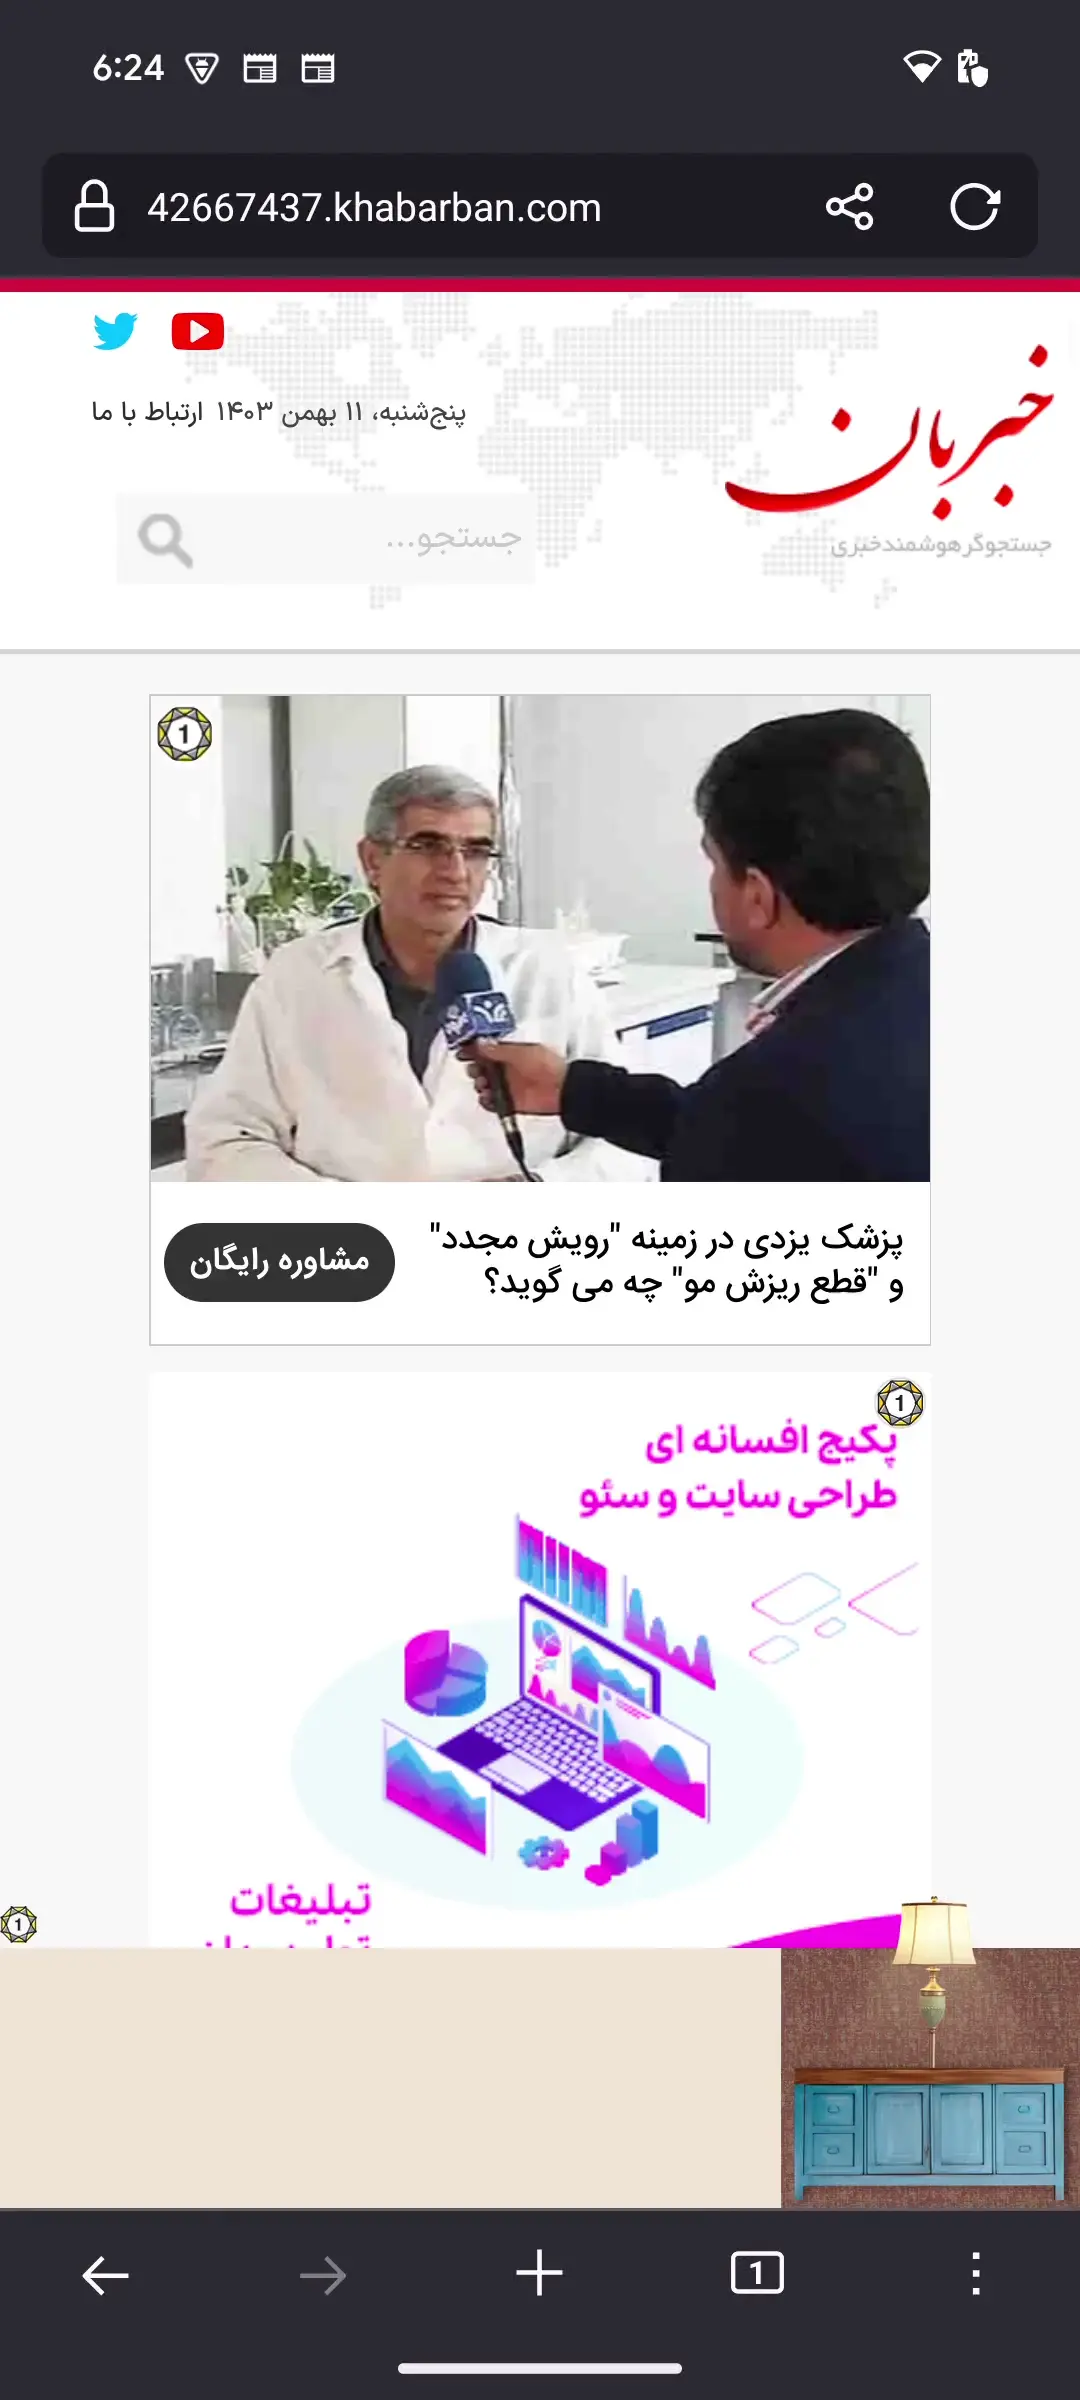 6:24
42667437.khabarban.com
خبربان
جستجوگر هوشمند خبری
پنج‌شنبه، ۱۱ بهمن ۱۴۰۳ ارتباط با ما
جستجو...
1
پزشک یزدی در زمینه "رویش مجدد"
و "قطع ریزش مو" چه می گوید؟
مشاوره رایگان
1
پکیج افسانه ای
طراحی سایت و سئو
تبلیغات
1
1